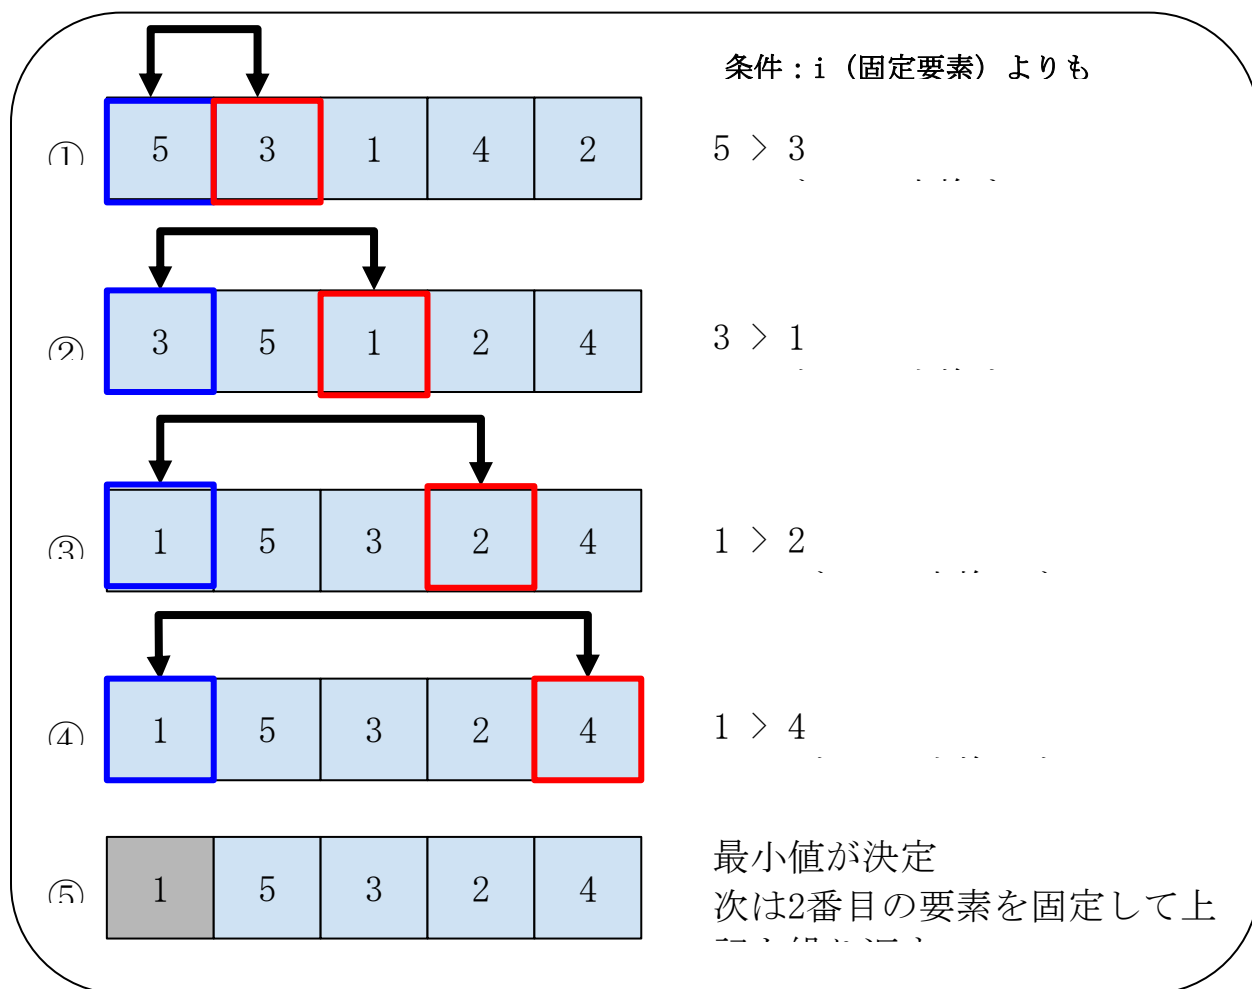 条件：i（固定要素）よりも
① 5 3 1 4 2 5 > 3
② 3 5 1 2 4 3 > 1
③ 1 5 3 2 4 1 > 2
④ 1 5 3 2 4 1 > 4
⑤ 1 5 3 2 4 最小値が決定
次は2番目の要素を固定して上